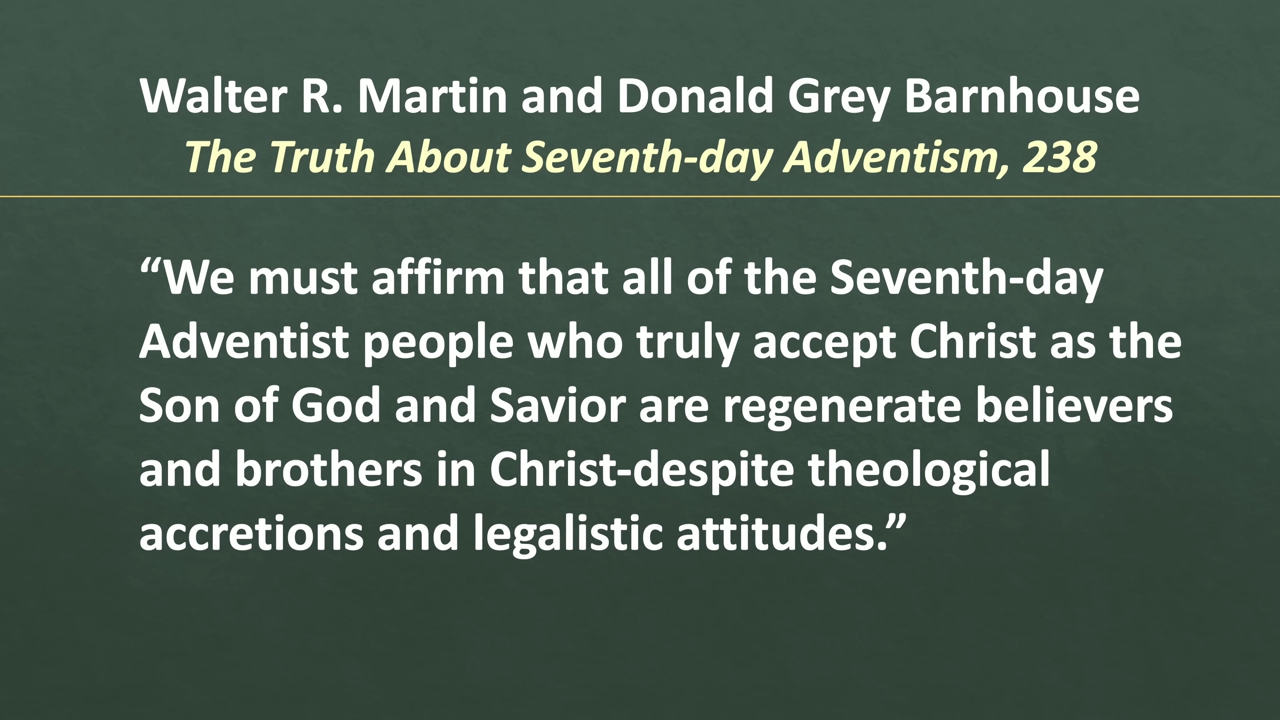 Walter R. Martin and Donald Grey Barnhouse
The Truth About Seventh-day Adventism, 238
“We must affirm that all of the Seventh-day
Adventist people who truly accept Christ as the
Son of God and Savior are regenerate believers
and brothers in Christ-despite theological
accretions and legalistic attitudes.”